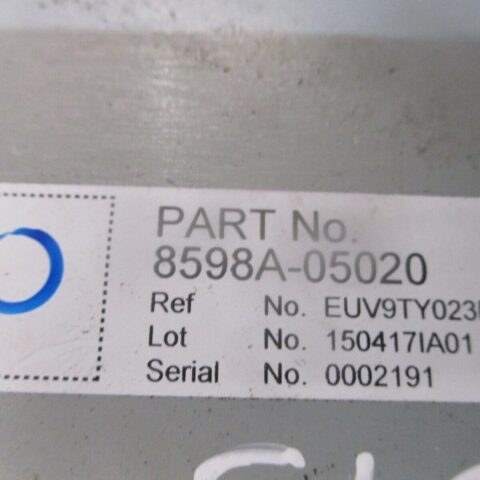 PART No.
8598A-05020
Ref No. EUV9TY023
Lot No. 150417IA01
Serial No. 0002191